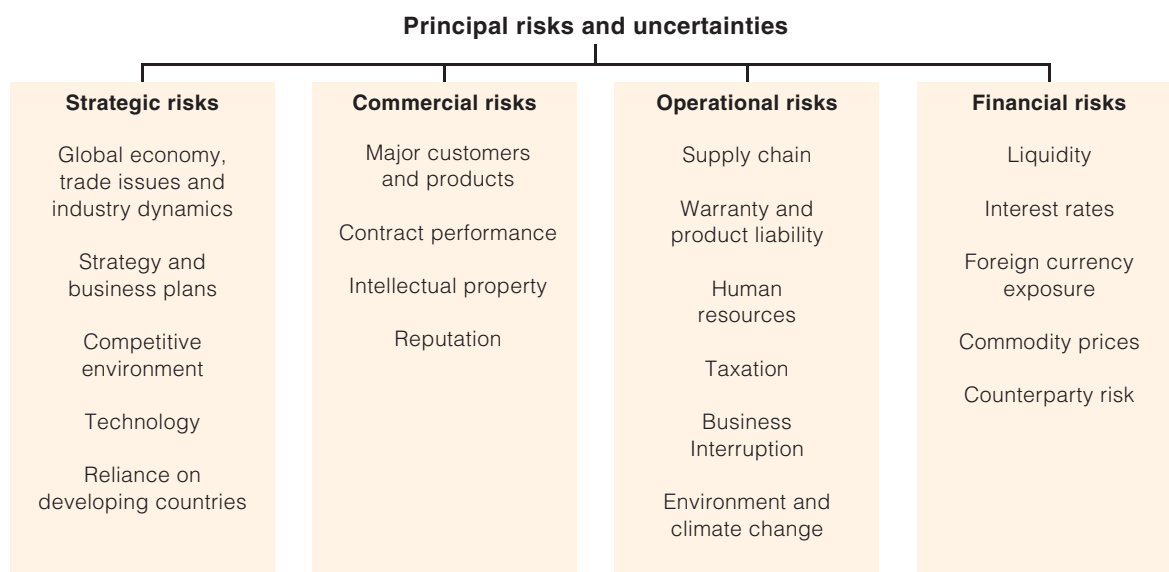 Principal risks and uncertainties
Strategic risks
Global economy,
trade issues and
industry dynamics
Strategy and
business plans
Competitive
environment
Technology
Reliance on
developing countries
Commercial risks
Major customers
and products
Contract performance
Intellectual property
Reputation
Operational risks
Supply chain
Warranty and
product liability
Human
resources
Taxation
Business
Interruption
Environment and
climate change
Financial risks
Liquidity
Interest rates
Foreign currency
exposure
Commodity prices
Counterparty risk